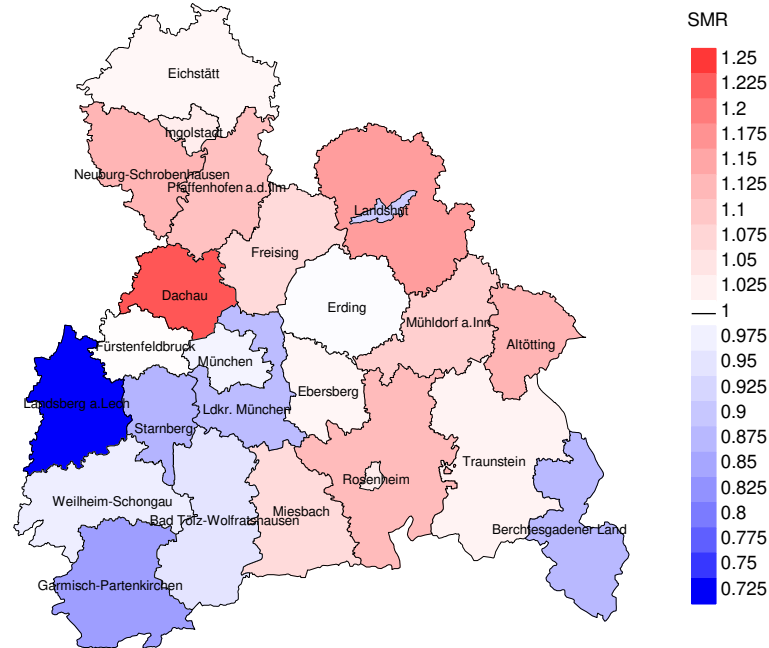 SMR
Eichstätt
Ingolstadt
Neuburg-Schrobenhausen
Pfaffenhofen a.d.Ilm
Landshut
Freising
Dachau
Erding
Mühldorf a.Inn
Altötting
Fürstenfeldbruck
München
Ebersberg
Landsberg a.Lech
Ldkr. München
Starnberg
Traunstein
Rosenheim
Weilheim-Schongau
Miesbach
Bad Tölz-Wolfratshausen
Berchtesgadener Land
Garmisch-Partenkirchen
1.25
1.225
1.2
1.175
1.15
1.125
1.1
1.075
1.05
1.025
1
0.975
0.95
0.925
0.9
0.875
0.85
0.825
0.8
0.775
0.75
0.725